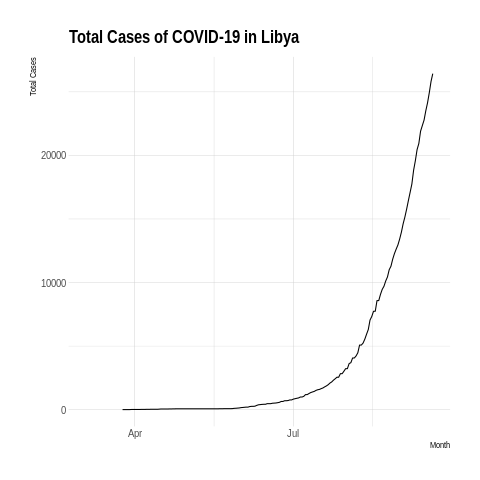 Total Cases of COVID-19 in Libya
Total Cases
20000
10000
0
Apr
Jul
Month